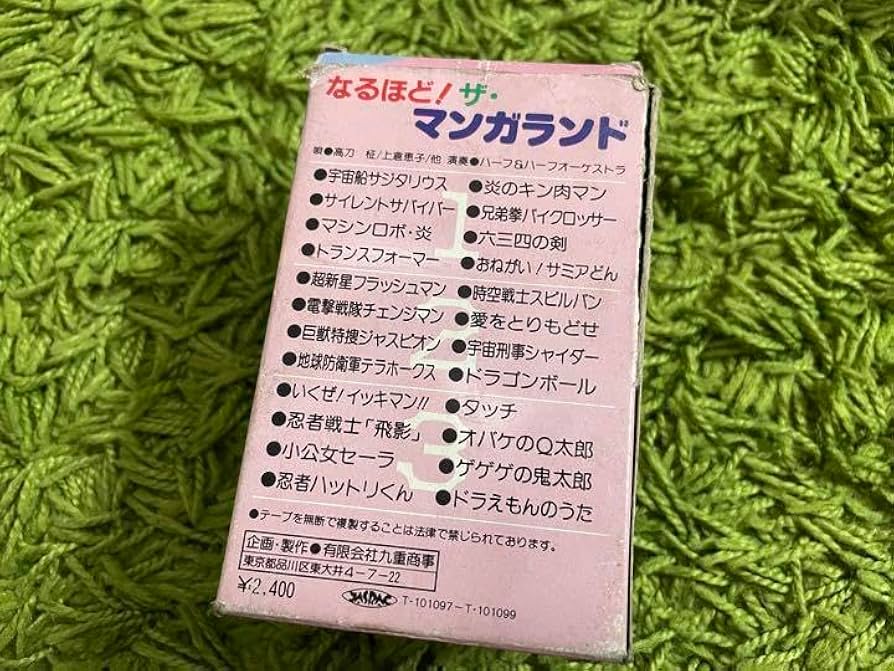 なるほど！ザ・
マンガランド
唄●高刀 柾/上倉恵子/他 演奏●ハーフ&ハーフオーケストラ
1
●宇宙船サジタリウス
●サイレントサバイバー
●マシンロボ・炎
●トランスフォーマー
●炎のキン肉マン
●兄弟拳バイクロッサー
●六三四の剣
●おねがい！サミアどん
2
●超新星フラッシュマン
●電撃戦隊チェンジマン
●巨獣特捜ジャスピオン
●地球防衛軍テラホークス
●時空戦士スピルバン
●愛をとりもどせ
●宇宙刑事シャイダー
●ドラゴンボール
3
●いくぜ！イッキマン!!
●忍者戦士「飛影」
●小公女セーラ
●忍者ハットリくん
●タッチ
●オバケのQ太郎
●ゲゲゲの鬼太郎
●ドラえもんのうた
●テープを無断で複製することは法律で禁じられております。
企画・製作●有限会社九重商事
東京都品川区東大井4-7-22
¥2,400
JASRAC T-101097〜T-101099